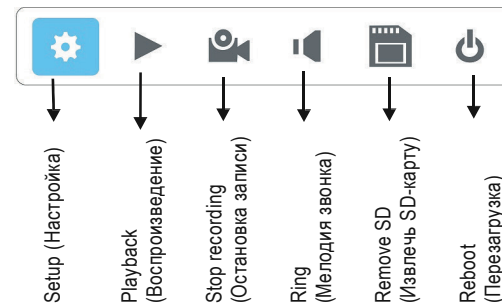 Setup (Настройка)
Playback
(Воспроизведение)
Stop recording
(Остановка записи)
Ring
(Мелодия звонка)
Remove SD
(Извлечь SD-карту)
Reboot
(Перезагрузка)